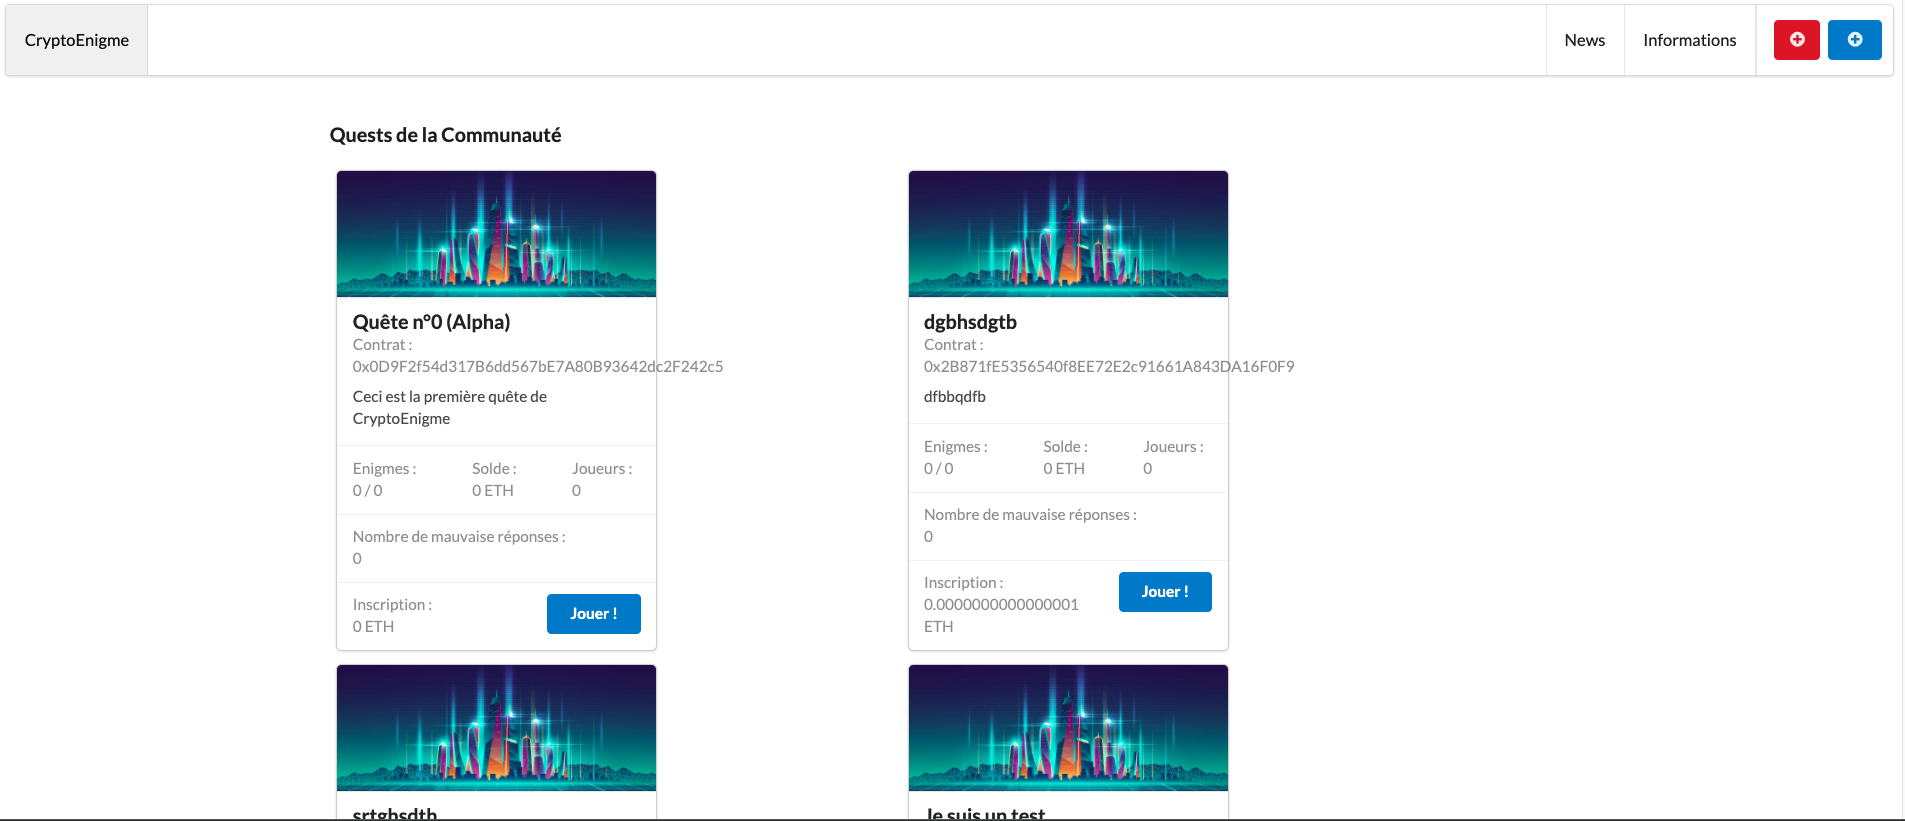 CryptoEnigme
News
Informations
Quests de la Communauté
Quête n°0 (Alpha)
Contrat :
0x0D9F2f54d317B6dd567bE7A80B93642dc2F242c5
Ceci est la première quête de
CryptoEnigme
Enigmes :
0 / 0
Solde :
0 ETH
Joueurs :
0
Nombre de mauvaise réponses :
0
Inscription :
0 ETH
Jouer !
dgbhsdgtb
Contrat :
0x2B871fE5356540f8EE72E2c91661A843DA16F0F9
dfbbqdfb
Enigmes :
0 / 0
Solde :
0 ETH
Joueurs :
0
Nombre de mauvaise réponses :
0
Inscription :
0.0000000000000001
ETH
Jouer !
srtghsdtb
Je suis un test